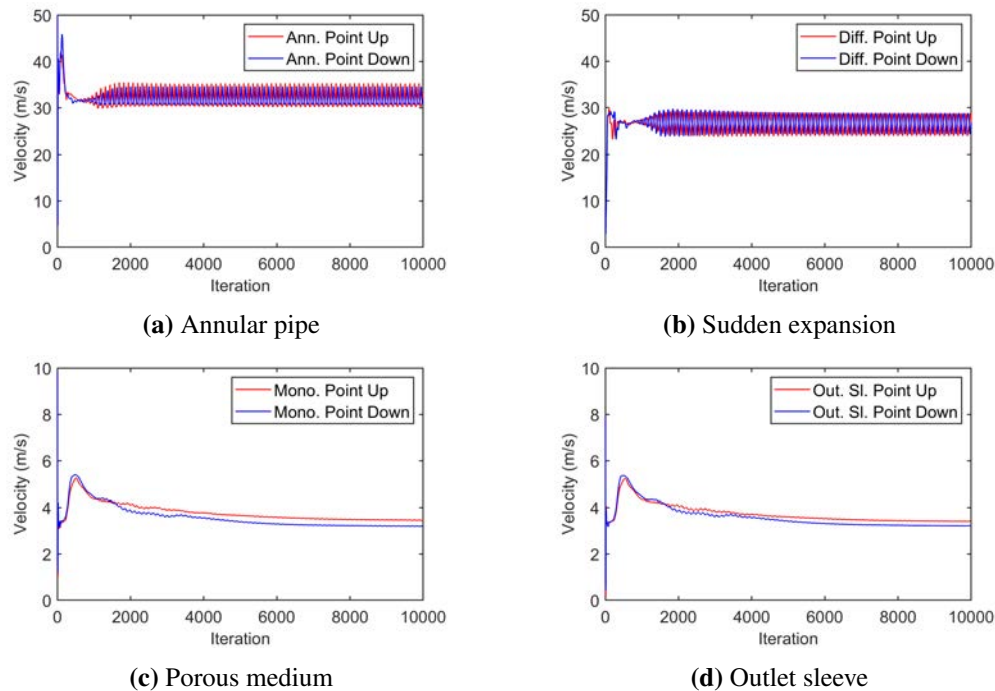 50
40
30
20
10
0
Velocity (m/s)
Ann. Point Up
Ann. Point Down
0 2000 4000 6000 8000 10000
Iteration
(a) Annular pipe
50
40
30
20
10
0
Velocity (m/s)
Diff. Point Up
Diff. Point Down
0 2000 4000 6000 8000 10000
Iteration
(b) Sudden expansion
10
8
6
4
2
0
Velocity (m/s)
Mono. Point Up
Mono. Point Down
0 2000 4000 6000 8000 10000
Iteration
(c) Porous medium
10
8
6
4
2
0
Velocity (m/s)
Out. Sl. Point Up
Out. Sl. Point Down
0 2000 4000 6000 8000 10000
Iteration
(d) Outlet sleeve